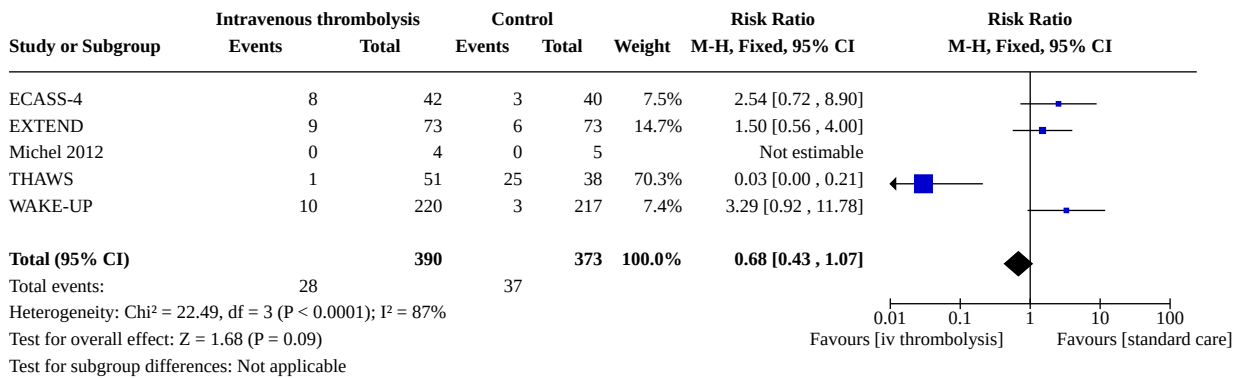 Intravenous thrombolysis Control Risk Ratio Risk Ratio
Study or Subgroup Events Total Events Total Weight M-H, Fixed, 95% CI M-H, Fixed, 95% CI
ECASS-4 8 42 3 40 7.5% 2.54 [0.72 , 8.90]
EXTEND 9 73 6 73 14.7% 1.50 [0.56 , 4.00]
Michel 2012 0 4 0 5 Not estimable
THAWS 1 51 25 38 70.3% 0.03 [0.00 , 0.21]
WAKE-UP 10 220 3 217 7.4% 3.29 [0.92 , 11.78]
Total (95% CI) 390 373 100.0% 0.68 [0.43 , 1.07]
Total events: 28 37
Heterogeneity: Chi² = 22.49, df = 3 (P < 0.0001); I² = 87%
Test for overall effect: Z = 1.68 (P = 0.09)
Test for subgroup differences: Not applicable
0.01 0.1 1 10 100
Favours [iv thrombolysis] Favours [standard care]